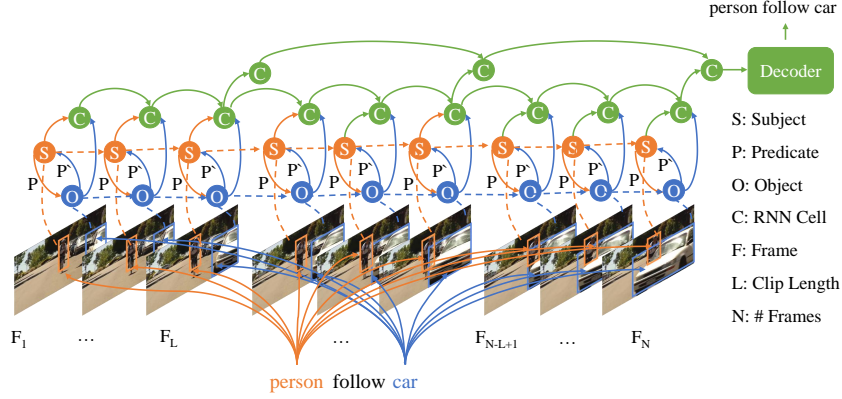 person follow car
C C C
Decoder
C C C C C C C C C
S S S S S S S S S
P P` P` P` P P` P` P` P P` P` P`
O O O O O O O O O
S: Subject
P: Predicate
O: Object
C: RNN Cell
F: Frame
L: Clip Length
N: # Frames
F1 ... FL ... FN-L+1 ... FN
person follow car